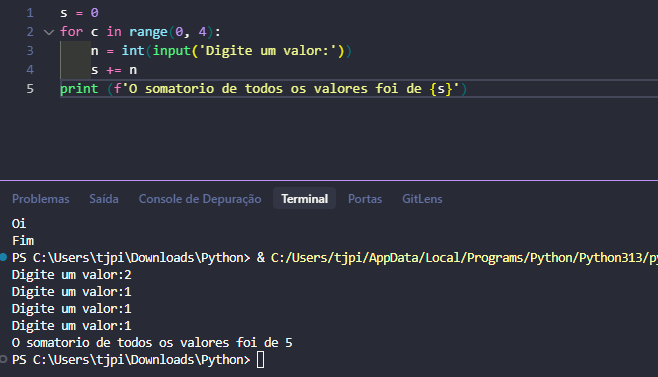 1 s = 0
2 for c in range(0, 4):
3 n = int(input('Digite um valor:'))
4 s += n
5 print (f'O somatorio de todos os valores foi de {s}')
Problemas Saída Console de Depuração Terminal Portas GitLens
Oi
Fim
PS C:\Users\tjpi\Downloads\Python> & C:/Users/tjpi/AppData/Local/Programs/Python/Python313/py
Digite um valor:2
Digite um valor:1
Digite um valor:1
Digite um valor:1
O somatorio de todos os valores foi de 5
PS C:\Users\tjpi\Downloads\Python>